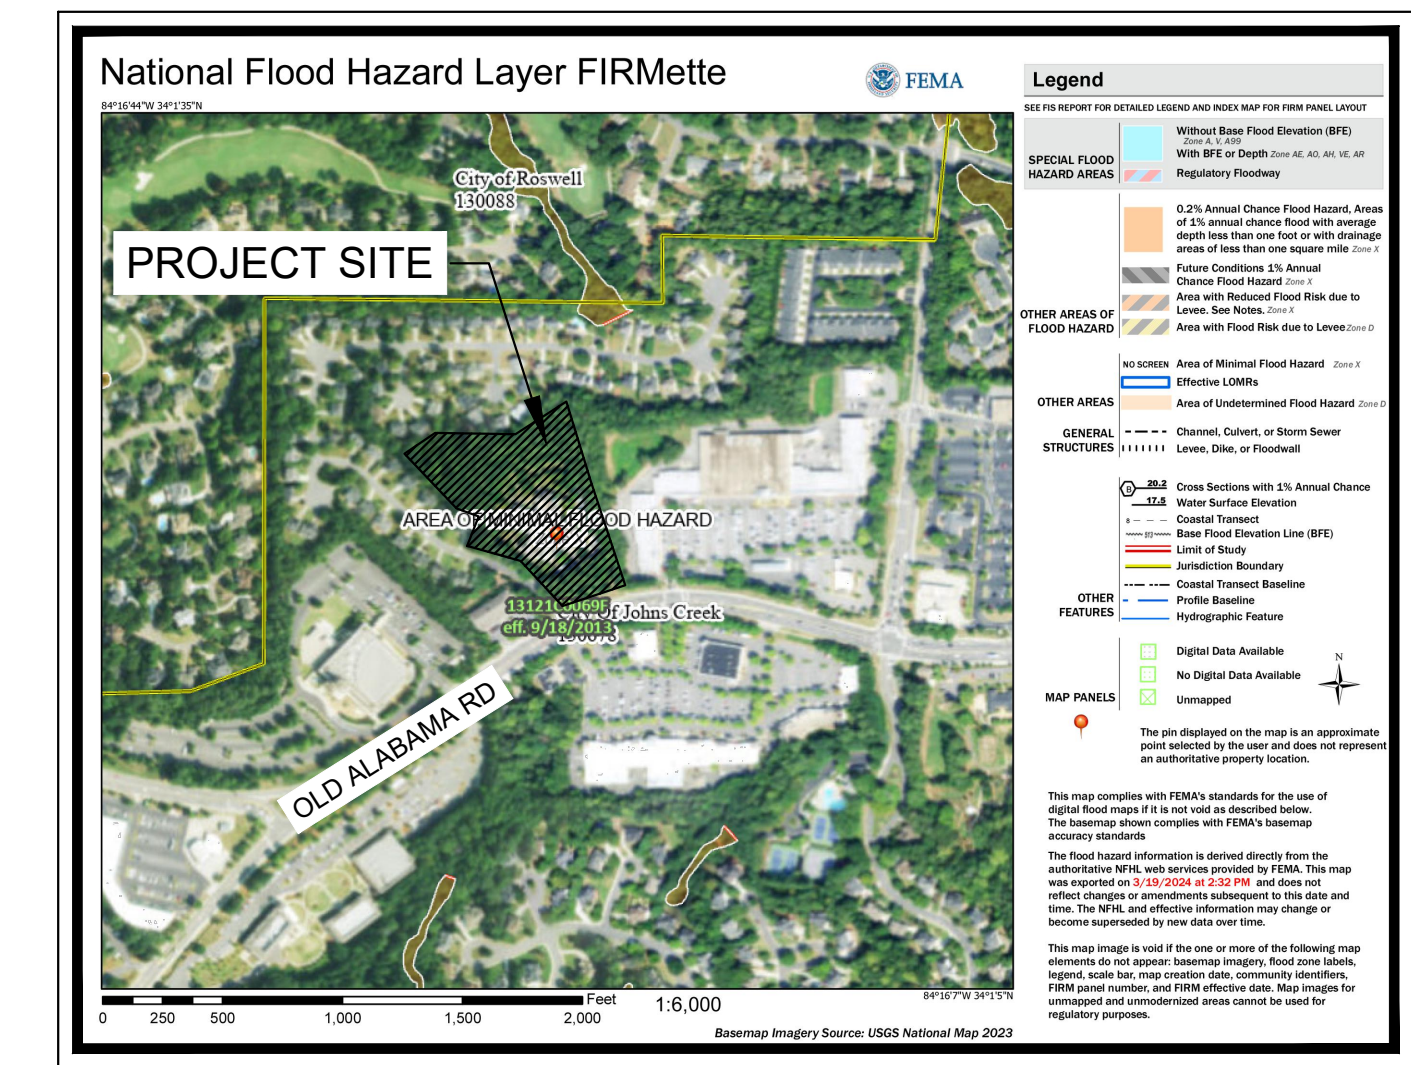 National Flood Hazard Layer FIRMette
FEMA
84°16'44"W 34°1'35"N
City of Roswell
130088
PROJECT SITE
AREA OF MINIMAL FLOOD HAZARD
13121C0069F
eff. 9/18/2013
City Of Johns Creek
OLD ALABAMA RD
84°16'7"W 34°1'5"N
Feet
1:6,000
0 250 500 1,000 1,500 2,000
Basemap Imagery Source: USGS National Map 2023
Legend
SEE FIS REPORT FOR DETAILED LEGEND AND INDEX MAP FOR FIRM PANEL LAYOUT
SPECIAL FLOOD
HAZARD AREAS
Without Base Flood Elevation (BFE)
Zone A, V, A99
With BFE or Depth Zone AE, AO, AH, VE, AR
Regulatory Floodway
OTHER AREAS OF
FLOOD HAZARD
0.2% Annual Chance Flood Hazard, Areas
of 1% annual chance flood with average
depth less than one foot or with drainage
areas of less than one square mile Zone X
Future Conditions 1% Annual
Chance Flood Hazard Zone X
Area with Reduced Flood Risk due to
Levee. See Notes. Zone X
Area with Flood Risk due to Levee Zone D
OTHER AREAS
NO SCREEN Area of Minimal Flood Hazard Zone X
Effective LOMRs
Area of Undetermined Flood Hazard Zone D
GENERAL
STRUCTURES
Channel, Culvert, or Storm Sewer
Levee, Dike, or Floodwall
OTHER
FEATURES
B 20.2 Cross Sections with 1% Annual Chance
17.5 Water Surface Elevation
8 Coastal Transect
513 Base Flood Elevation Line (BFE)
Limit of Study
Jurisdiction Boundary
Coastal Transect Baseline
Profile Baseline
Hydrographic Feature
MAP PANELS
Digital Data Available
No Digital Data Available
Unmapped
N
The pin displayed on the map is an approximate
point selected by the user and does not represent
an authoritative property location.
This map complies with FEMA's standards for the use of
digital flood maps if it is not void as described below.
The basemap shown complies with FEMA's basemap
accuracy standards
The flood hazard information is derived directly from the
authoritative NFHL web services provided by FEMA. This map
was exported on 3/19/2024 at 2:32 PM and does not
reflect changes or amendments subsequent to this date and
time. The NFHL and effective information may change or
become superseded by new data over time.
This map image is void if the one or more of the following map
elements do not appear: basemap imagery, flood zone labels,
legend, scale bar, map creation date, community identifiers,
FIRM panel number, and FIRM effective date. Map images for
unmapped and unmodernized areas cannot be used for
regulatory purposes.